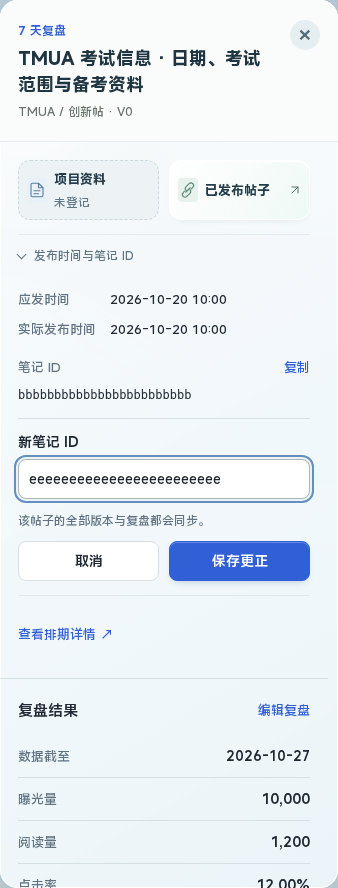 7 天复盘
TMUA 考试信息 · 日期、考试
范围与备考资料
TMUA / 创新帖 · V0
项目资料
未登记
已发布帖子
发布时间与笔记 ID
应发时间 2026-10-20 10:00
实际发布时间 2026-10-20 10:00
笔记 ID 复制
bbbbbbbbbbbbbbbbbbbbbbbb
新笔记 ID
eeeeeeeeeeeeeeeeeeeeeeee
该帖子的全部版本与复盘都会同步。
取消 保存更正
查看排期详情 ↗
复盘结果 编辑复盘
数据截至 2026-10-27
曝光量 10,000
阅读量 1,200
点击率 12.00%